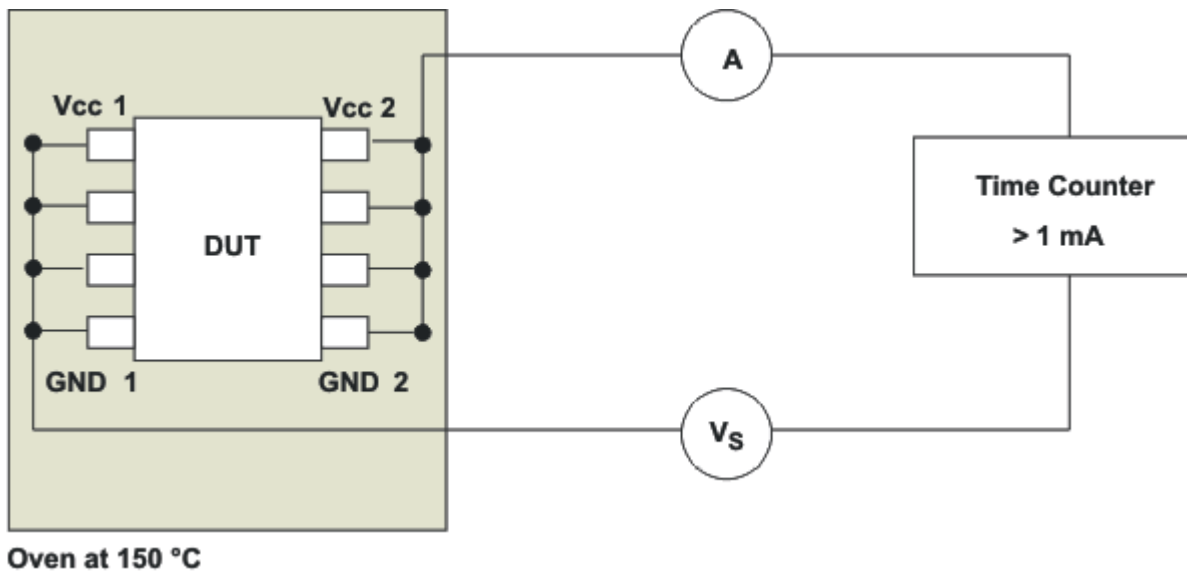 A
Vcc 1
Vcc 2
Time Counter
> 1 mA
DUT
GND 1
GND 2
VS
Oven at 150 °C